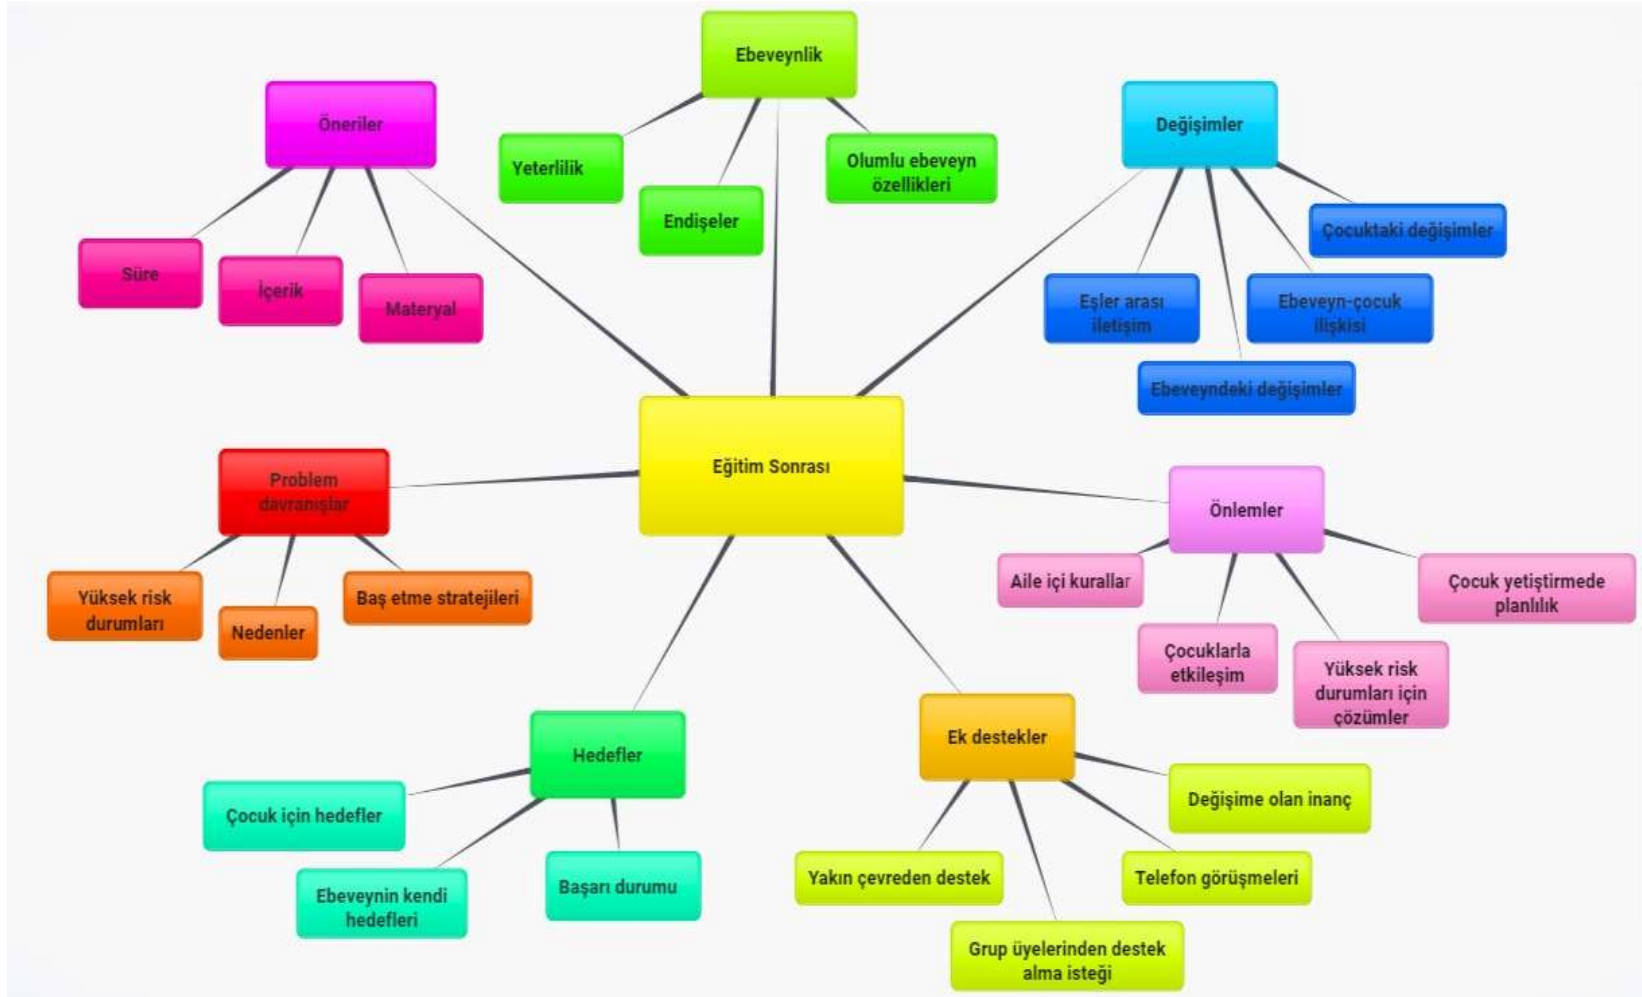 Ebeveynlik
Yeterlilik
Endişeler
Olumlu ebeveyn
özellikleri
Öneriler
Süre
İçerik
Materyal
Değişimler
Çocuktaki değişimler
Eşler arası
iletişim
Ebeveyn-çocuk
ilişkisi
Ebeveyndeki değişimler
Eğitim Sonrası
Problem
davranışlar
Yüksek risk
durumları
Nedenler
Baş etme stratejileri
Önlemler
Aile içi kurallar
Çocuklarla
etkileşim
Yüksek risk
durumları için
çözümler
Çocuk yetiştirmede
planlılık
Hedefler
Çocuk için hedefler
Ebeveynin kendi
hedefleri
Başarı durumu
Ek destekler
Değişime olan inanç
Yakın çevreden destek
Telefon görüşmeleri
Grup üyelerinden destek
alma isteği